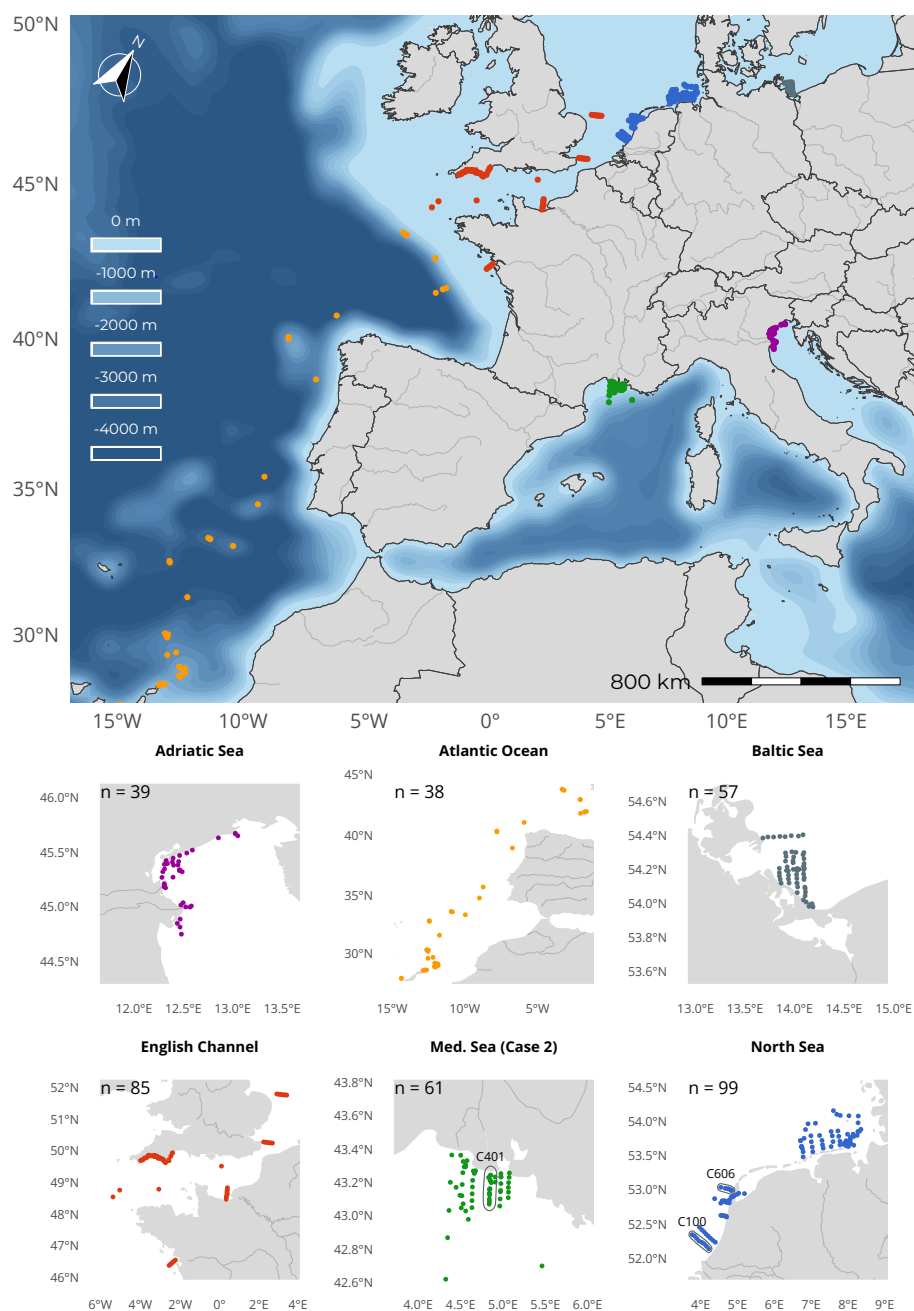 50°N
45°N
40°N
35°N
30°N
N
0 m
-1000 m
-2000 m
-3000 m
-4000 m
800 km
15°W 10°W 5°W 0° 5°E 10°E 15°E
Adriatic Sea
n = 39
46.0°N
45.5°N
45.0°N
44.5°N
12.0°E 12.5°E 13.0°E 13.5°E
Atlantic Ocean
n = 38
45°N
40°N
35°N
30°N
15°W 10°W 5°W
Baltic Sea
n = 57
54.6°N
54.4°N
54.2°N
54.0°N
53.8°N
53.6°N
13.0°E 13.5°E 14.0°E 14.5°E 15.0°E
English Channel
n = 85
52°N
51°N
50°N
49°N
48°N
47°N
46°N
6°W 4°W 2°W 0° 2°E 4°E
Med. Sea (Case 2)
n = 61
43.8°N
43.6°N
43.4°N
43.2°N
43.0°N
42.8°N
42.6°N
C401
4.0°E 4.5°E 5.0°E 5.5°E 6.0°E
North Sea
n = 99
54.5°N
54.0°N
53.5°N
53.0°N
52.5°N
52.0°N
C606
C100
4°E 5°E 6°E 7°E 8°E 9°E